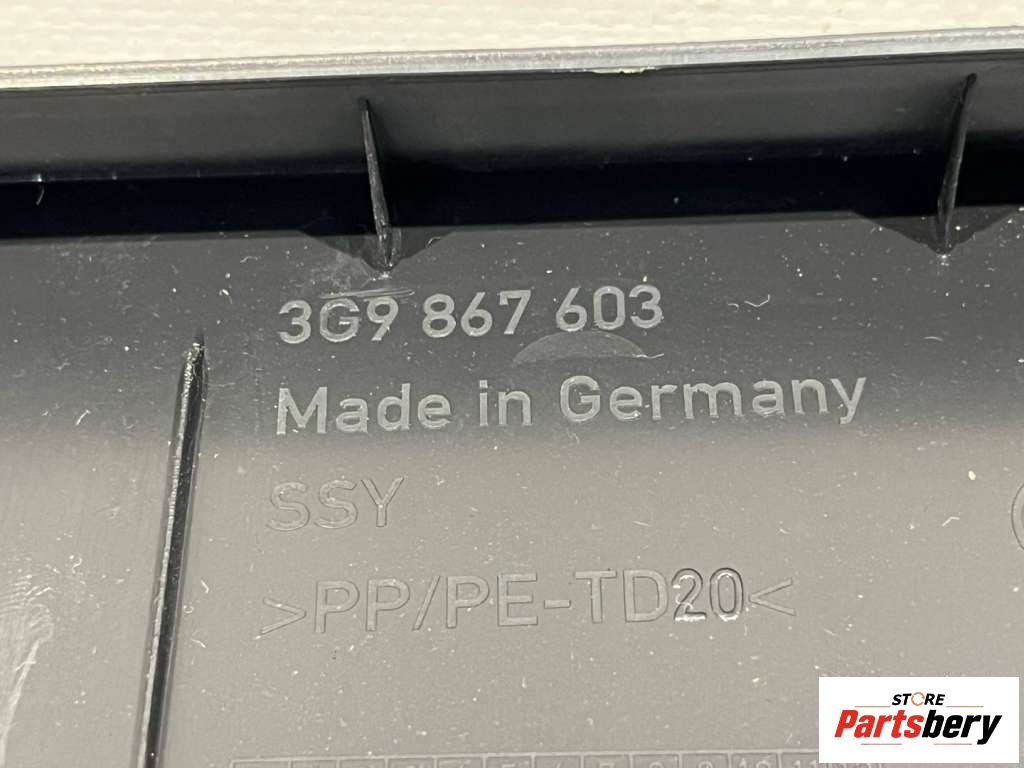 3G9 867 603
Made in Germany
SSY
>PP/PE-TD20<
STORE
Partsbery